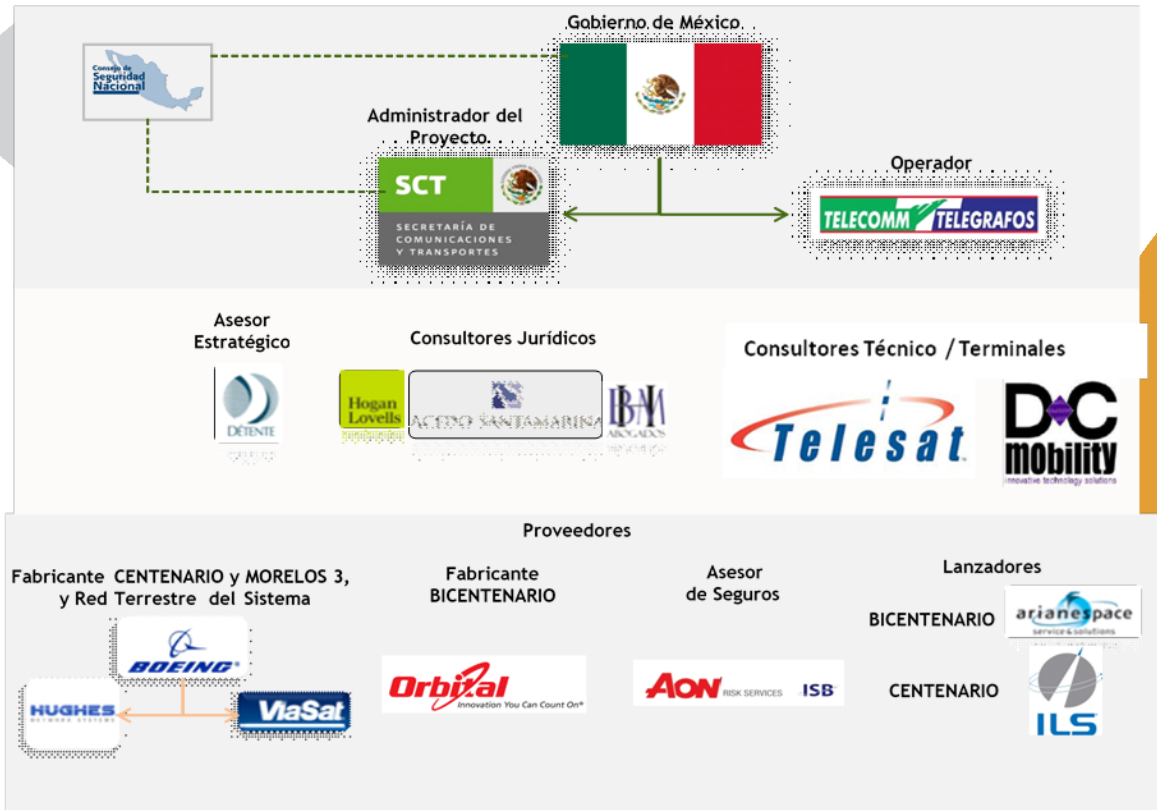 Gobierno de México
Consejo de
Seguridad
Nacional
Administrador del
Proyecto
SCT
SECRETARÍA DE
COMUNICACIONES
Y TRANSPORTES
Operador
TELECOMM TELEGRAFOS
Asesor
Estratégico
DÉTENTE
Consultores Jurídicos
Hogan
Lovells
ACEDO SANTAMARINA
ABOGADOS
Consultores Técnico / Terminales
Telesat
DC
mobility
innovative technology solutions
Proveedores
Fabricante CENTENARIO y MORELOS 3,
y Red Terrestre del Sistema
BOEING®
HUGHES
NETWORK SYSTEMS
ViaSat
Fabricante
BICENTENARIO
Orbital
Innovation You Can Count On®
Asesor
de Seguros
AON RISK SERVICES ISB
Lanzadores
BICENTENARIO
arianespace
service & solutions
CENTENARIO
ILS